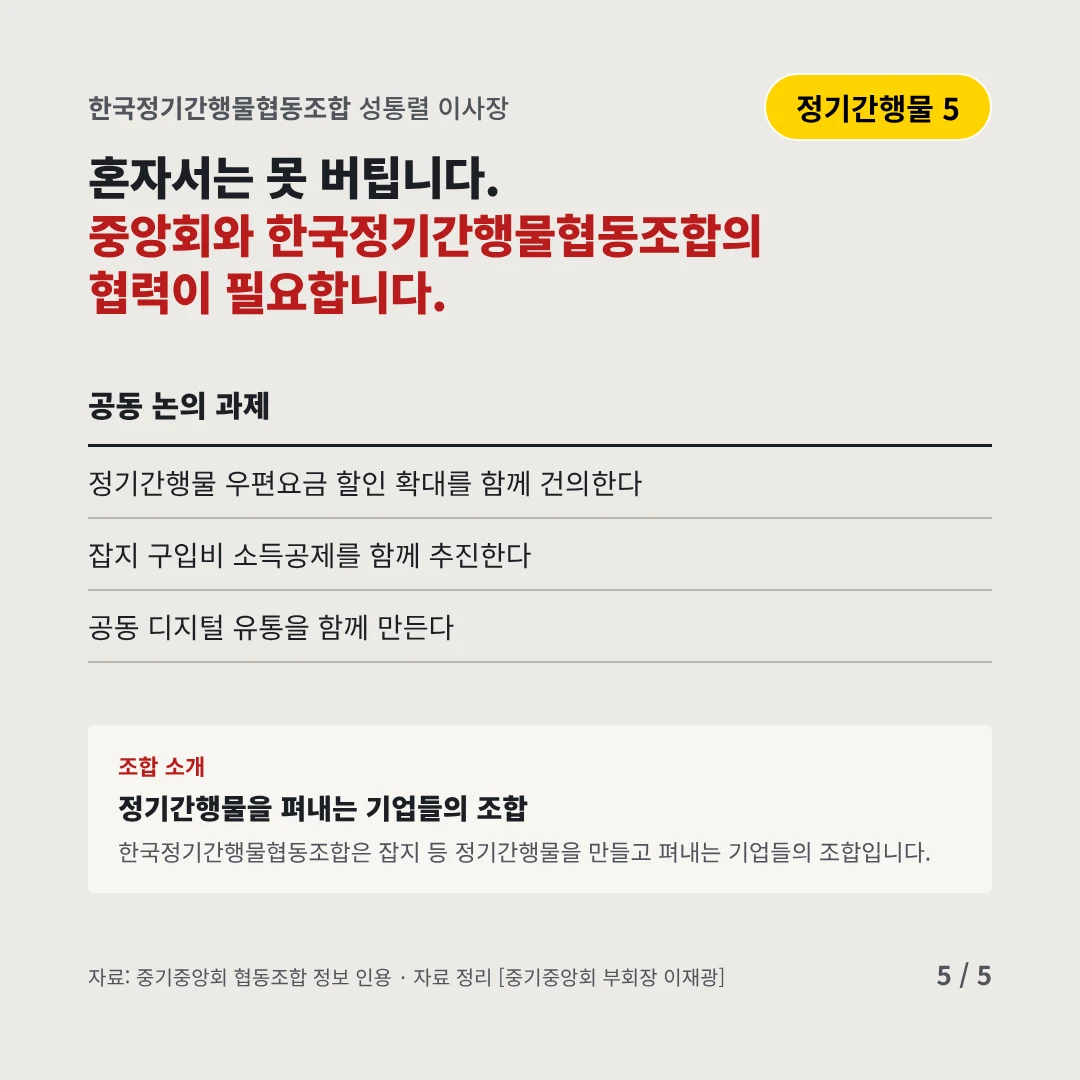 한국정기간행물협동조합 성통렬 이사장
정기간행물 5
혼자서는 못 버팁니다.
중앙회와 한국정기간행물협동조합의
협력이 필요합니다.
공동 논의 과제
정기간행물 우편요금 할인 확대를 함께 건의한다
잡지 구입비 소득공제를 함께 추진한다
공동 디지털 유통을 함께 만든다
조합 소개
정기간행물을 펴내는 기업들의 조합
한국정기간행물협동조합은 잡지 등 정기간행물을 만들고 펴내는 기업들의 조합입니다.
자료: 중기중앙회 협동조합 정보 인용 · 자료 정리 [중기중앙회 부회장 이재광]
5 / 5